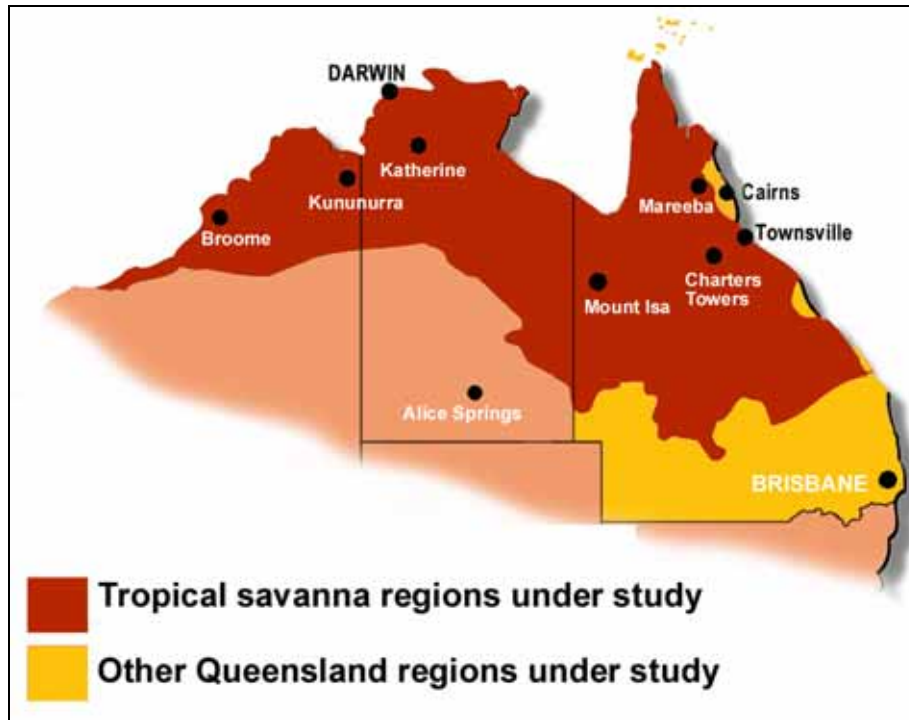 DARWIN
Katherine
Kununurra
Broome
Mareeba
Cairns
Townsville
Charters
Towers
Mount Isa
Alice Springs
BRISBANE
Tropical savanna regions under study
Other Queensland regions under study